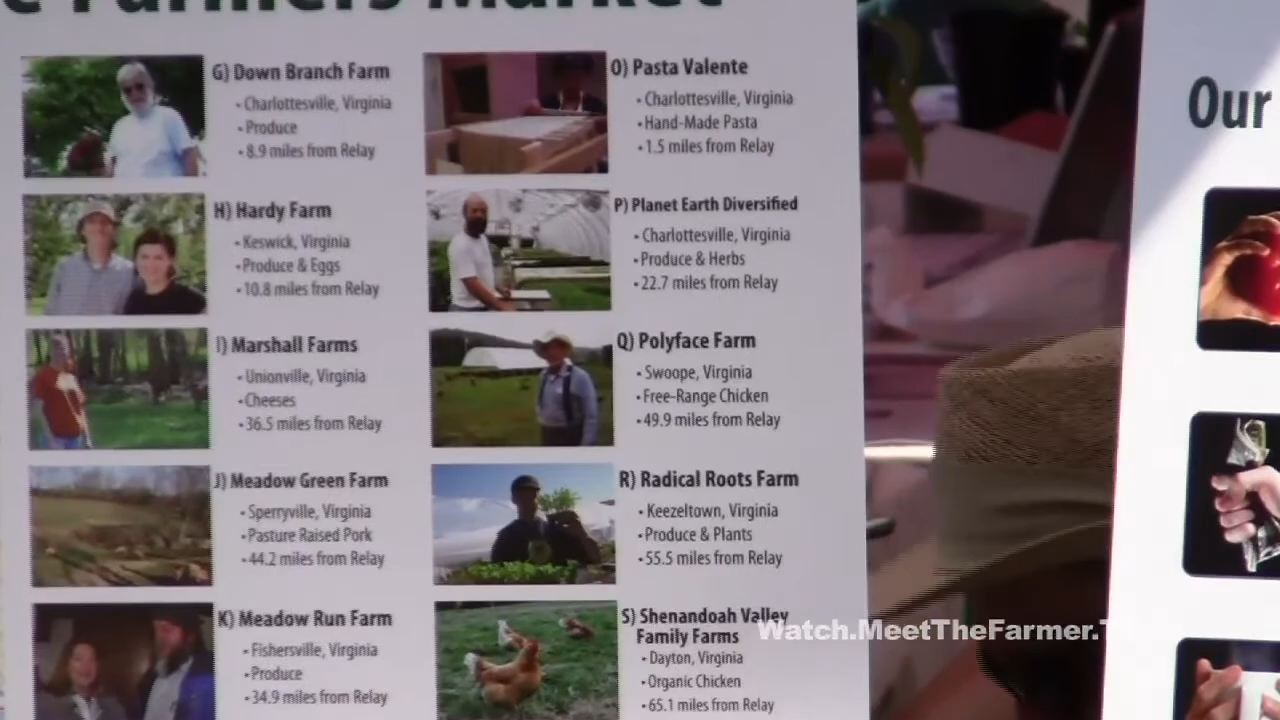 Farmers Market
G) Down Branch Farm
• Charlottesville, Virginia
• Produce
• 8.9 miles from Relay
H) Hardy Farm
• Keswick, Virginia
• Produce & Eggs
• 10.8 miles from Relay
I) Marshall Farms
• Unionville, Virginia
• Cheeses
• 36.5 miles from Relay
J) Meadow Green Farm
• Sperryville, Virginia
• Pasture Raised Pork
• 44.2 miles from Relay
K) Meadow Run Farm
• Fishersville, Virginia
• Produce
• 34.9 miles from Relay
O) Pasta Valente
• Charlottesville, Virginia
• Hand-Made Pasta
• 1.5 miles from Relay
P) Planet Earth Diversified
• Charlottesville, Virginia
• Produce & Herbs
• 22.7 miles from Relay
Q) Polyface Farm
• Swoope, Virginia
• Free-Range Chicken
• 49.9 miles from Relay
R) Radical Roots Farm
• Keezeltown, Virginia
• Produce & Plants
• 55.5 miles from Relay
S) Shenandoah Valley
Family Farms
• Dayton, Virginia
• Organic Chicken
• 65.1 miles from Relay
Our
Watch.MeetTheFarmer.T